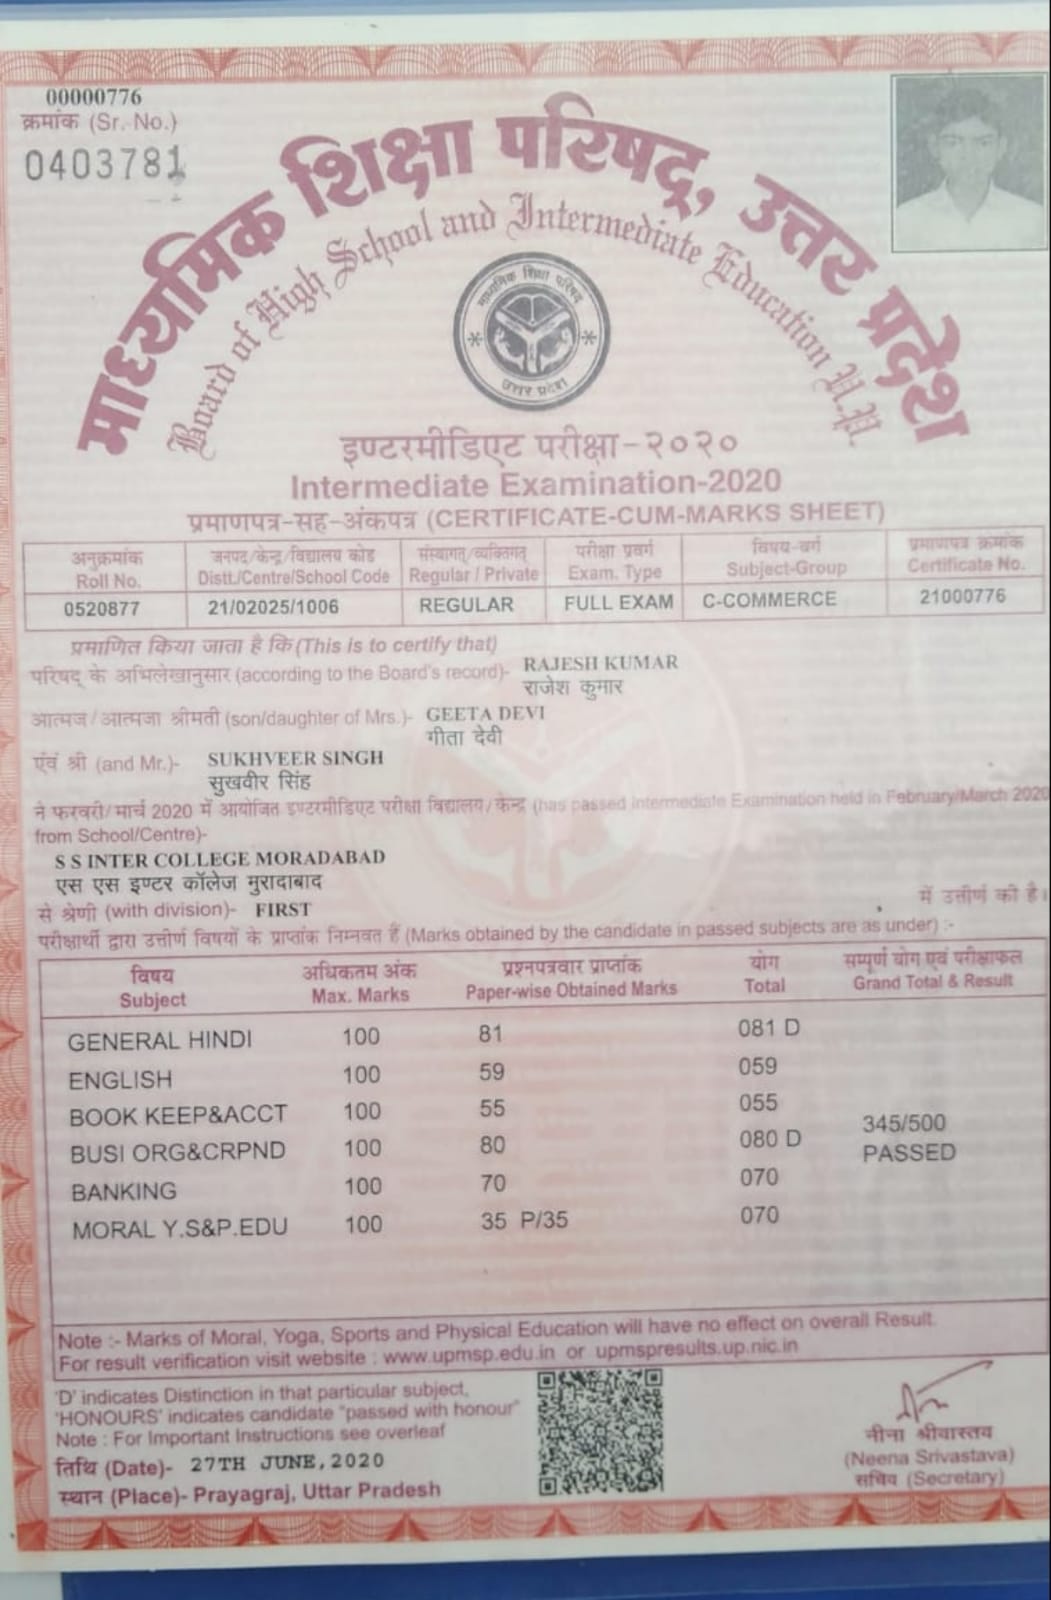 00000776
क्रमांक (Sr. No.)
0403781
माध्यमिक शिक्षा परिषद्, उत्तर प्रदेश
Board of High School and Intermediate Education U.P.
माध्यमिक शिक्षा परिषद
उत्तर प्रदेश
इण्टरमीडिएट परीक्षा-२०२०
Intermediate Examination-2020
प्रमाणपत्र-सह-अंकपत्र (CERTIFICATE-CUM-MARKS SHEET)
अनुक्रमांक जनपद/केन्द्र/विद्यालय कोड संस्थागत/व्यक्तिगत परीक्षा प्रवर्ग विषय-वर्ग प्रमाणपत्र क्रमांक
Roll No. Distt./Centre/School Code Regular / Private Exam. Type Subject-Group Certificate No.
0520877 21/02025/1006 REGULAR FULL EXAM C-COMMERCE 21000776
प्रमाणित किया जाता है कि (This is to certify that)
परिषद के अभिलेखानुसार (according to the Board's record)- RAJESH KUMAR
राजेश कुमार
आत्मज/आत्मजा श्रीमती (son/daughter of Mrs.)- GEETA DEVI
गीता देवी
एंवं श्री (and Mr.)- SUKHVEER SINGH
सुखवीर सिंह
ने फरवरी/मार्च 2020 में आयोजित इण्टरमीडिएट परीक्षा विद्यालय/केन्द्र (has passed Intermediate Examination held in February/March 2020
from School/Centre)-
S S INTER COLLEGE MORADABAD
एस एस इण्टर कॉलेज मुरादाबाद
में उत्तीर्ण की है।
से श्रेणी (with division)- FIRST
परीक्षार्थी द्वारा उत्तीर्ण विषयों के प्राप्तांक निम्नवत हैं (Marks obtained by the candidate in passed subjects are as under) :-
विषय अधिकतम अंक प्रश्नपत्रवार प्राप्तांक योग सम्पूर्ण योग एवं परीक्षाफल
Subject Max. Marks Paper-wise Obtained Marks Total Grand Total & Result
GENERAL HINDI 100 81 081 D
ENGLISH 100 59 059
BOOK KEEP&ACCT 100 55 055
345/500
BUSI ORG&CRPND 100 80 080 D
PASSED
BANKING 100 70 070
MORAL Y.S&P.EDU 100 35 P/35 070
Note :- Marks of Moral, Yoga, Sports and Physical Education will have no effect on overall Result.
For result verification visit website : www.upmsp.edu.in or upmspresults.up.nic.in
'D' indicates Distinction in that particular subject,
'HONOURS' indicates candidate "passed with honour"
Note : For Important Instructions see overleaf
तिथि (Date)- 27TH JUNE,2020
स्थान (Place)- Prayagraj, Uttar Pradesh
नीना श्रीवास्तव
(Neena Srivastava)
सचिव (Secretary)